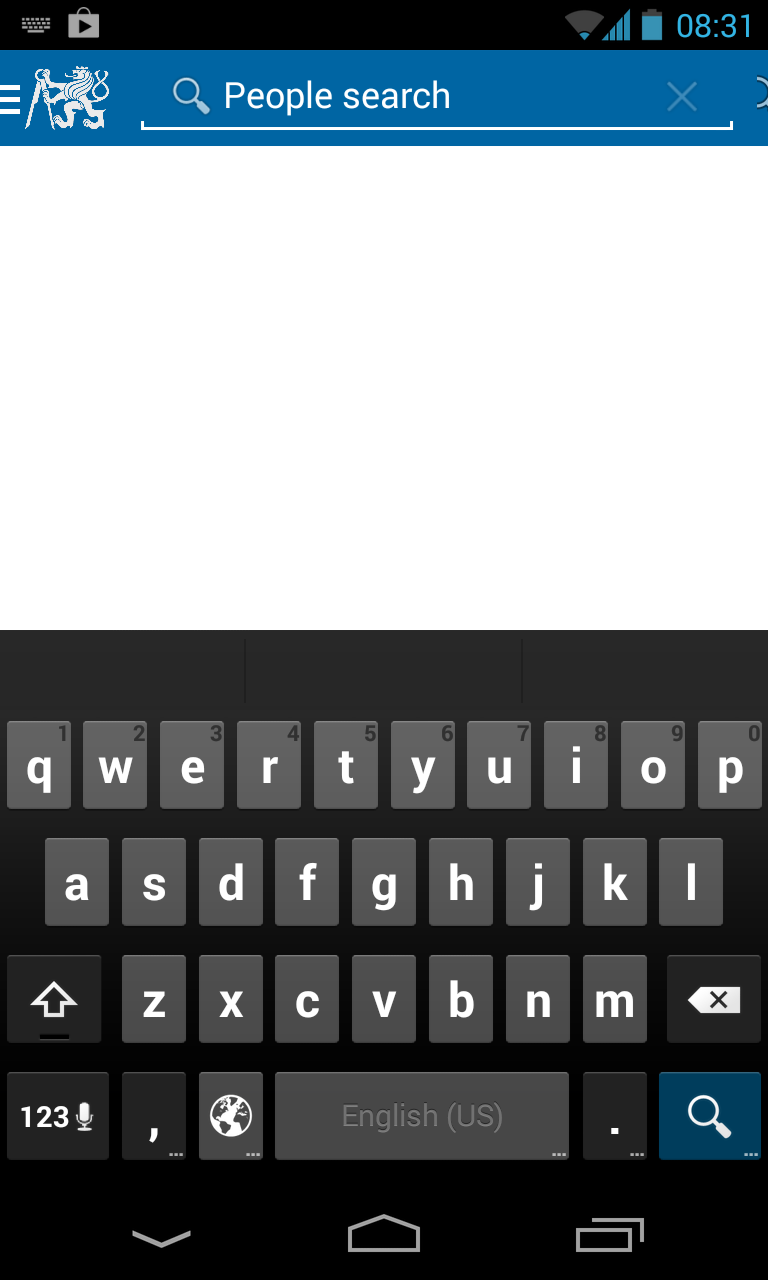 08:31
People search
1 2 3 4 5 6 7 8 9 0
q w e r t y u i o p
a s d f g h j k l
z x c v b n m
123 , English (US) .